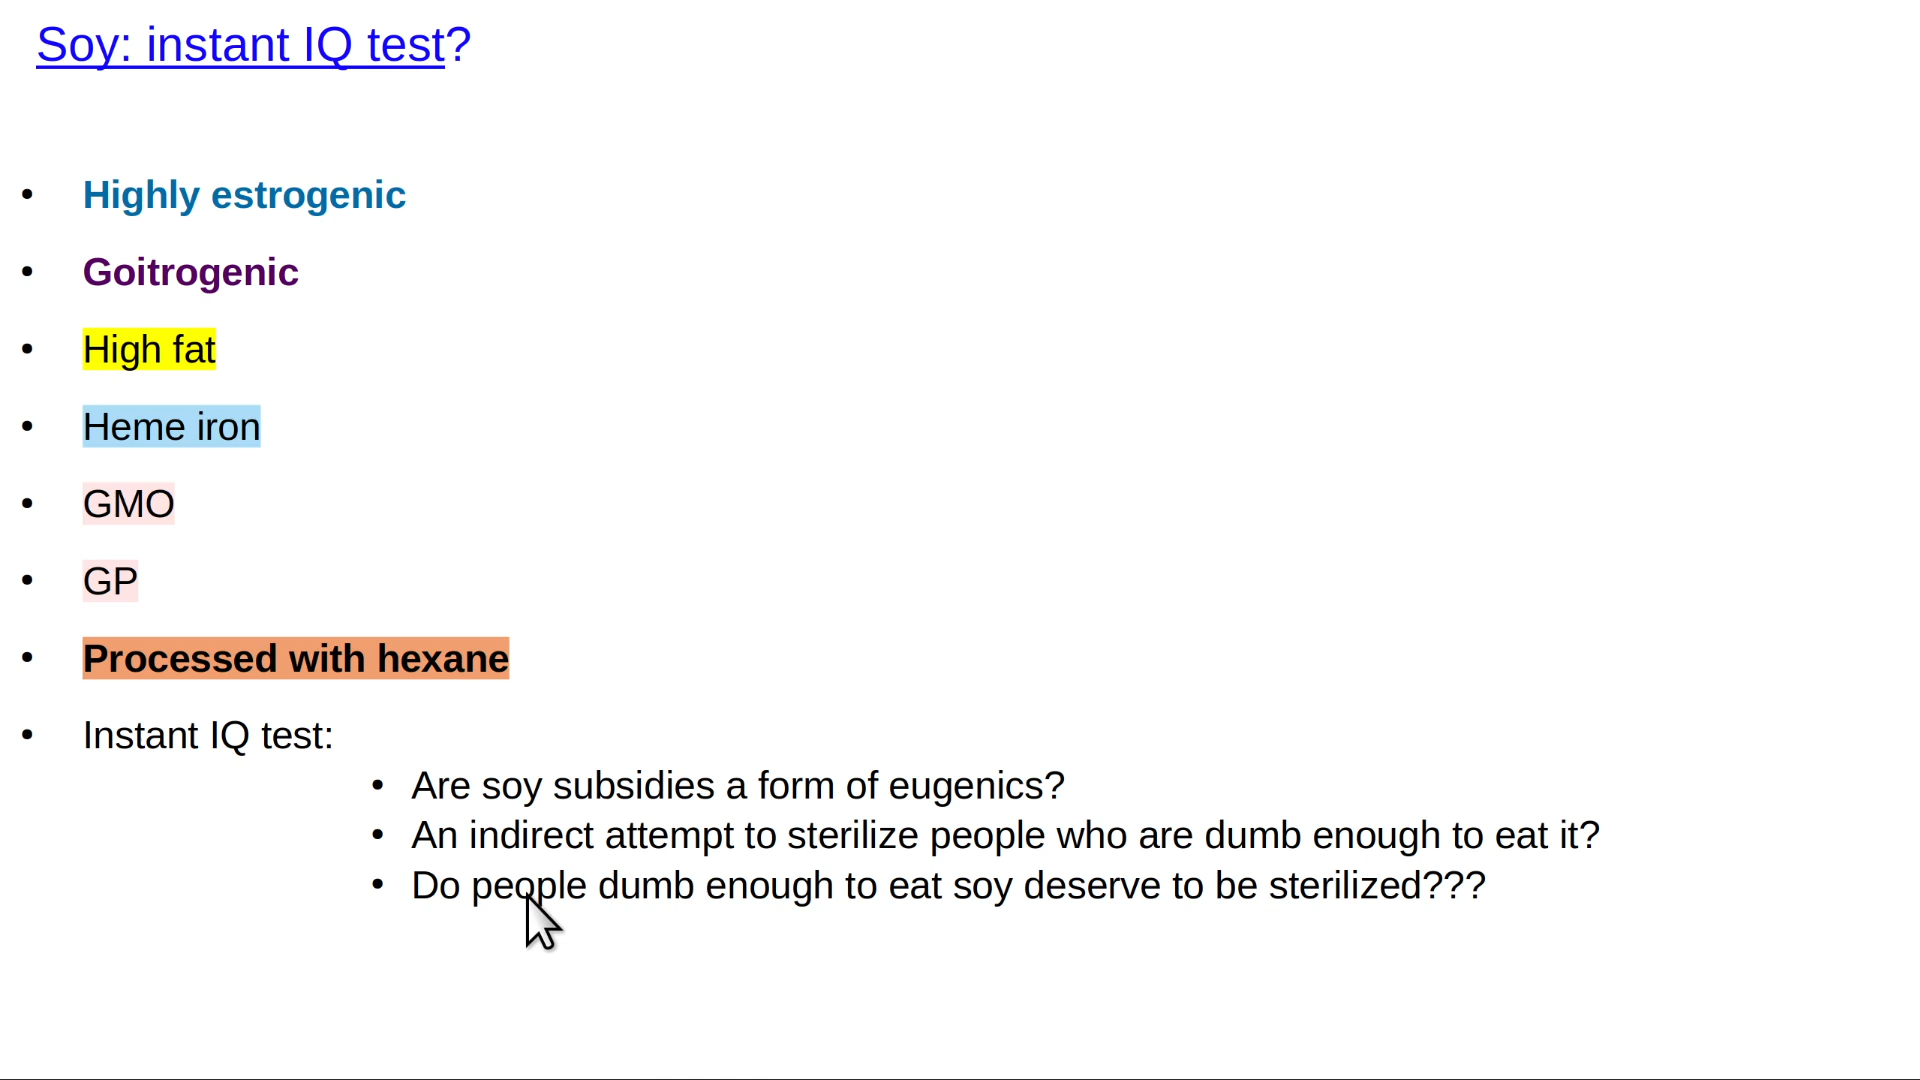 Soy: instant IQ test?
• Highly estrogenic
• Goitrogenic
• High fat
• Heme iron
• GMO
• GP
• Processed with hexane
• Instant IQ test:
• Are soy subsidies a form of eugenics?
• An indirect attempt to sterilize people who are dumb enough to eat it?
• Do people dumb enough to eat soy deserve to be sterilized???